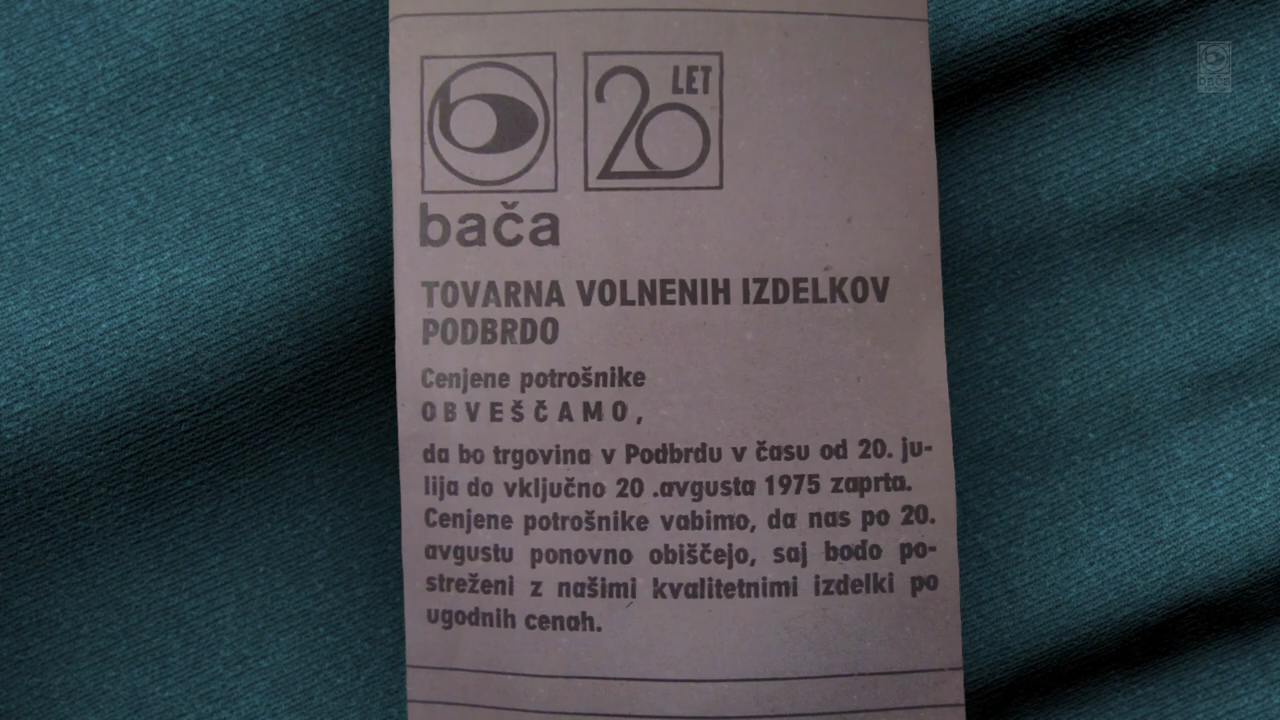 20 LET
bača
TOVARNA VOLNENIH IZDELKOV
PODBRDO
Cenjene potrošnike
OBVEŠČAMO,
da bo trgovina v Podbrdu v času od 20. ju-
lija do vključno 20 .avgusta 1975 zaprta.
Cenjene potrošnike vabimo, da nas po 20.
avgustu ponovno obiščejo, saj bodo po-
streženi z našimi kvalitetnimi izdelki po
ugodnih cenah.